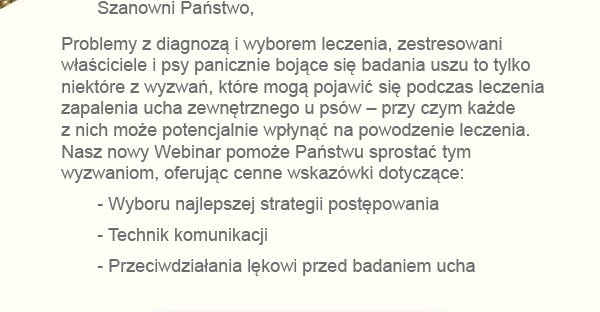 Szanowni Państwo,
Problemy z diagnozą i wyborem leczenia, zestresowani
właściciele i psy panicznie bojące się badania uszu to tylko
niektóre z wyzwań, które mogą pojawić się podczas leczenia
zapalenia ucha zewnętrznego u psów – przy czym każde
z nich może potencjalnie wpłynąć na powodzenie leczenia.
Nasz nowy Webinar pomoże Państwu sprostać tym
wyzwaniom, oferując cenne wskazówki dotyczące:
- Wyboru najlepszej strategii postępowania
- Technik komunikacji
- Przeciwdziałania lękowi przed badaniem ucha